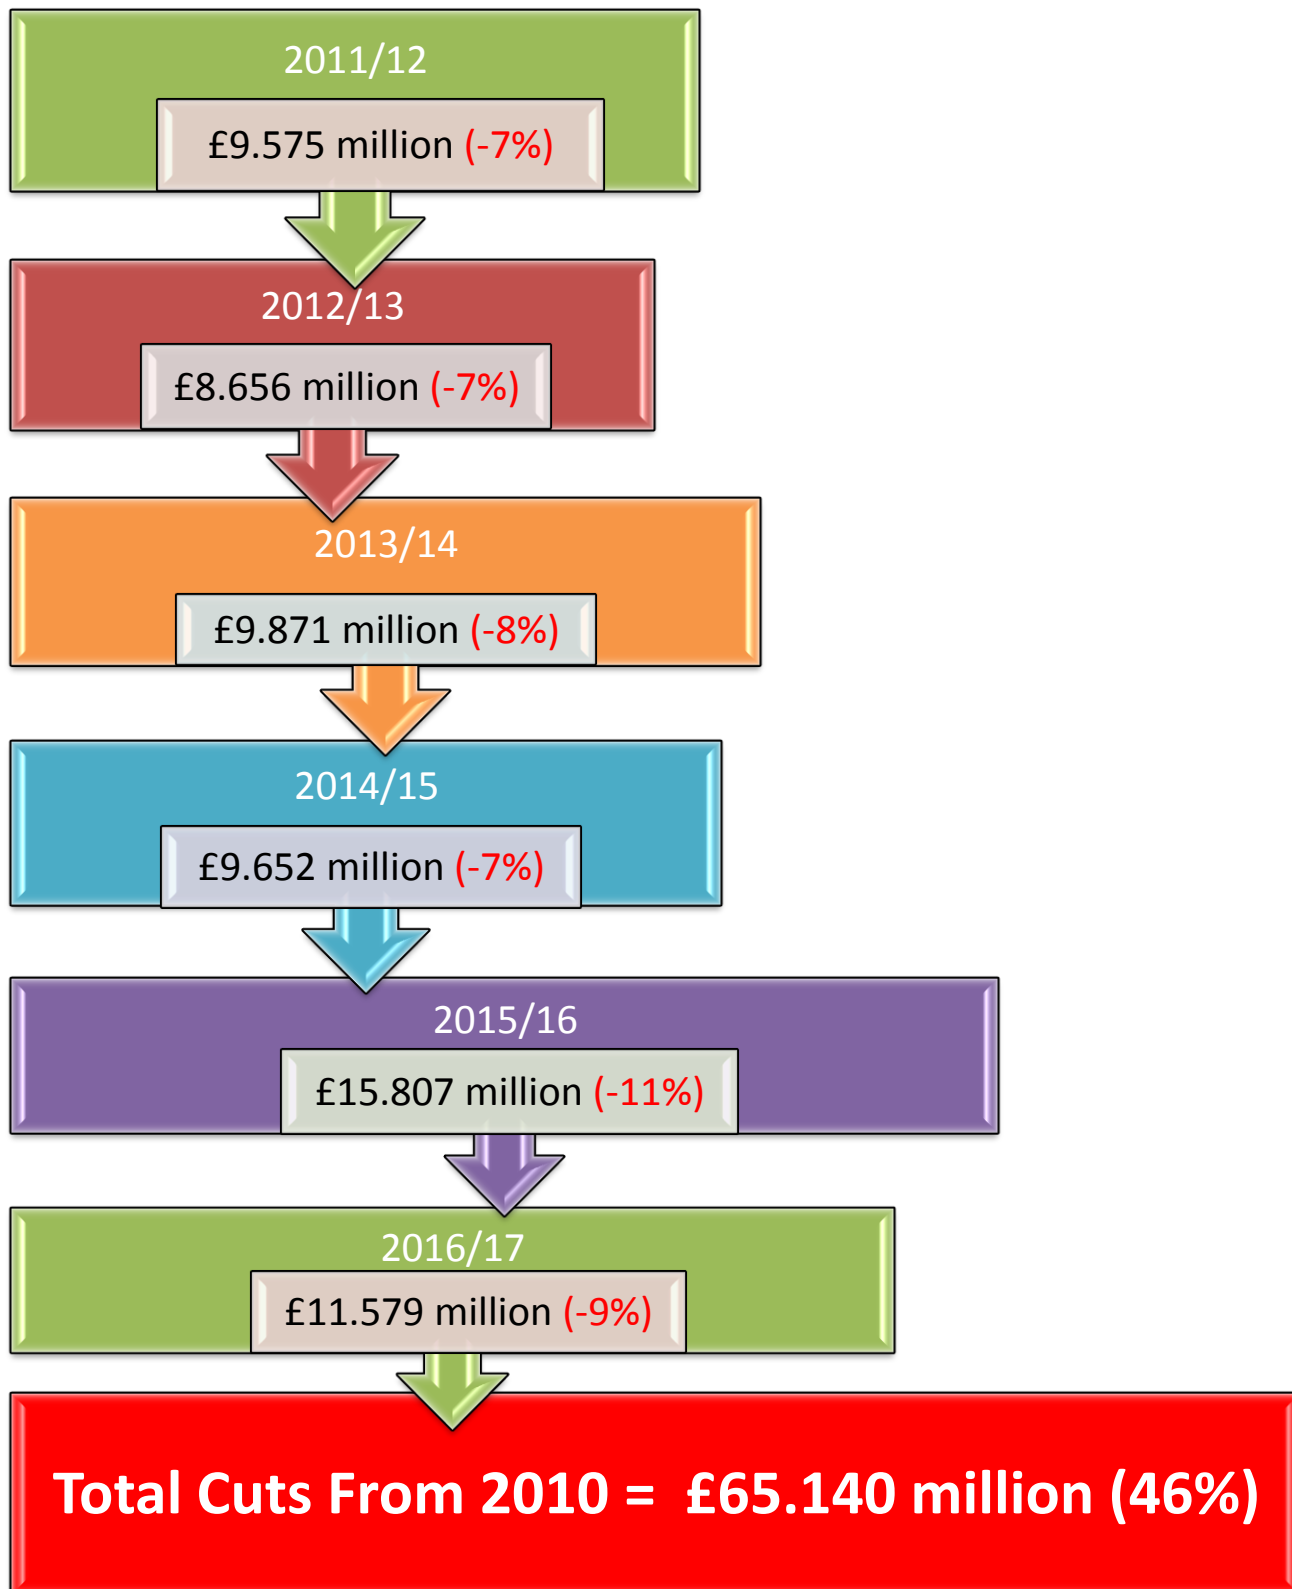 2011/12
£9.575 million (-7%)
2012/13
£8.656 million (-7%)
2013/14
£9.871 million (-8%)
2014/15
£9.652 million (-7%)
2015/16
£15.807 million (-11%)
2016/17
£11.579 million (-9%)
Total Cuts From 2010 = £65.140 million (46%)